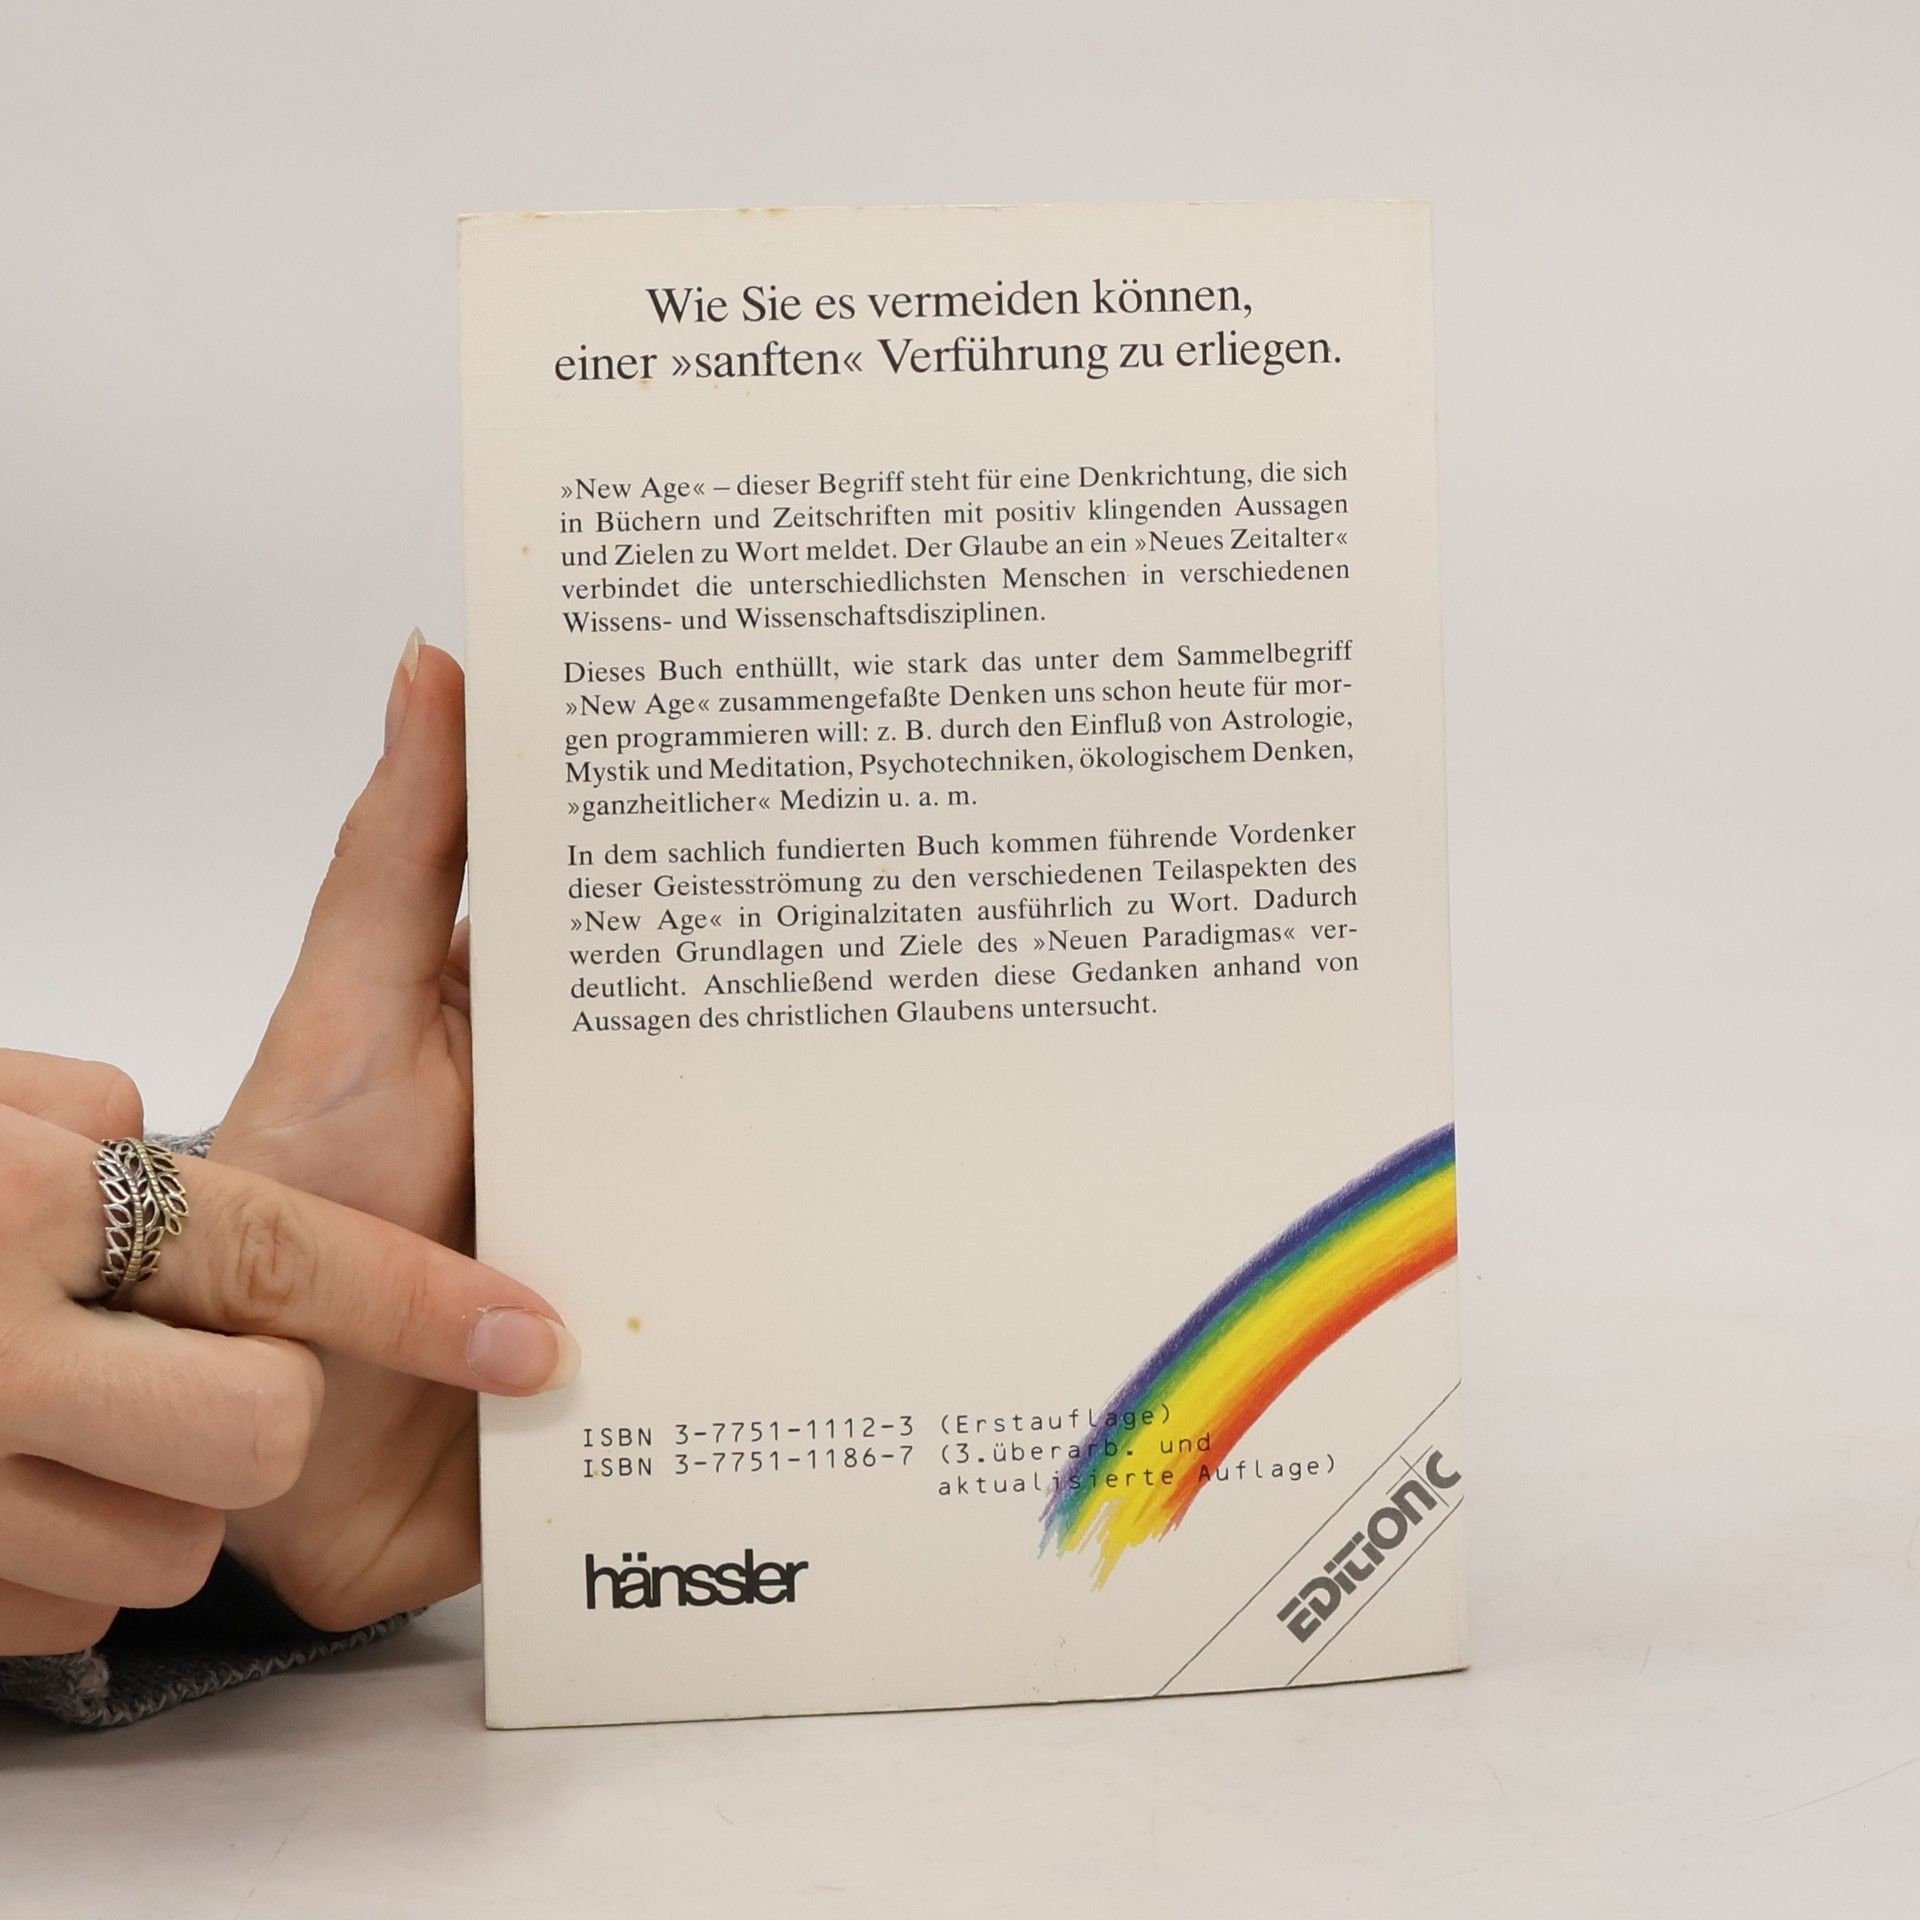 Wie Sie es vermeiden können,
einer »sanften« Verführung zu erliegen.
»New Age« – dieser Begriff steht für eine Denkrichtung, die sich
in Büchern und Zeitschriften mit positiv klingenden Aussagen
und Zielen zu Wort meldet. Der Glaube an ein »Neues Zeitalter«
verbindet die unterschiedlichsten Menschen in verschiedenen
Wissens- und Wissenschaftsdisziplinen.
Dieses Buch enthüllt, wie stark das unter dem Sammelbegriff
»New Age« zusammengefaßte Denken uns schon heute für mor-
gen programmieren will: z. B. durch den Einfluß von Astrologie,
Mystik und Meditation, Psychotechniken, ökologischem Denken,
»ganzheitlicher« Medizin u. a. m.
In dem sachlich fundierten Buch kommen führende Vordenker
dieser Geistesströmung zu den verschiedenen Teilaspekten des
»New Age« in Originalzitaten ausführlich zu Wort. Dadurch
werden Grundlagen und Ziele des »Neuen Paradigmas« ver-
deutlicht. Anschließend werden diese Gedanken anhand von
Aussagen des christlichen Glaubens untersucht.
ISBN 3-7751-1112-3 (Erstauflage)
ISBN 3-7751-1186-7 (3.überarb. und
aktualisierte Auflage)
hänssler
EDITION C